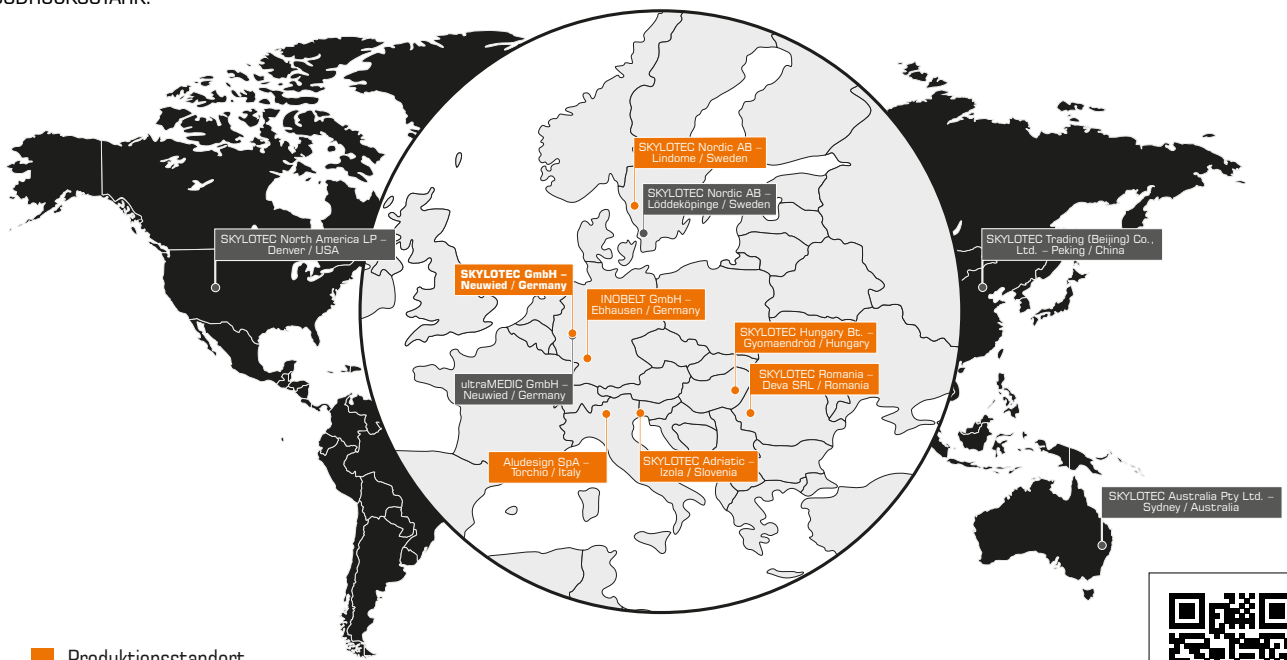 SKYLOTEC Nordic AB –
Lindome / Sweden
SKYLOTEC Nordic AB –
Löddeköpinge / Sweden
SKYLOTEC North America LP –
Denver / USA
SKYLOTEC Trading (Beijing) Co.,
Ltd. – Peking / China
SKYLOTEC GmbH –
Neuwied / Germany
INOBELT GmbH –
Ebhausen / Germany
SKYLOTEC Hungary Bt. –
Gyomaendröd / Hungary
SKYLOTEC Romania –
Deva SRL / Romania
ultraMEDIC GmbH –
Neuwied / Germany
Aludesign SpA –
Torchio / Italy
SKYLOTEC Adriatic –
Izola / Slovenia
SKYLOTEC Australia Pty Ltd. –
Sydney / Australia
Produktionsstandort